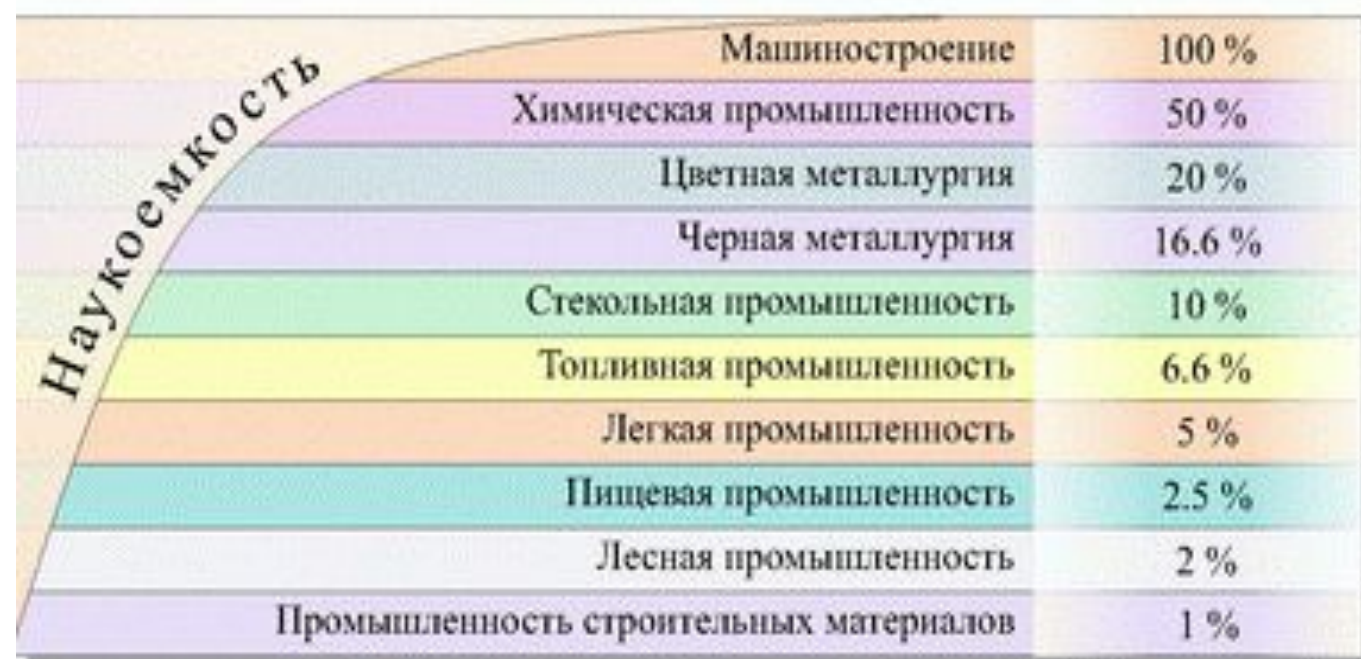 Наукоемкость
Машиностроение 100 %
Химическая промышленность 50 %
Цветная металлургия 20 %
Черная металлургия 16.6 %
Стекольная промышленность 10 %
Топливная промышленность 6.6 %
Легкая промышленность 5 %
Пищевая промышленность 2.5 %
Лесная промышленность 2 %
Промышленность строительных материалов 1 %